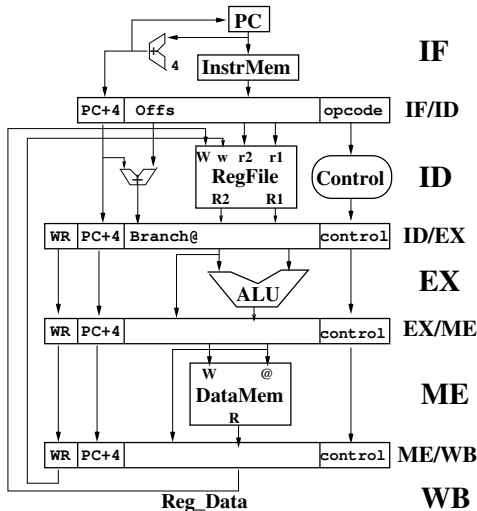 PC
IF
4
InstrMem
PC+4 Offs opcode IF/ID
W w r2 r1
RegFile
Control
ID
R2 R1
WR PC+4 Branch@ control ID/EX
EX
ALU
control EX/ME
WR PC+4
W @
DataMem
ME
R
WR PC+4 control ME/WB
Reg_Data
WB